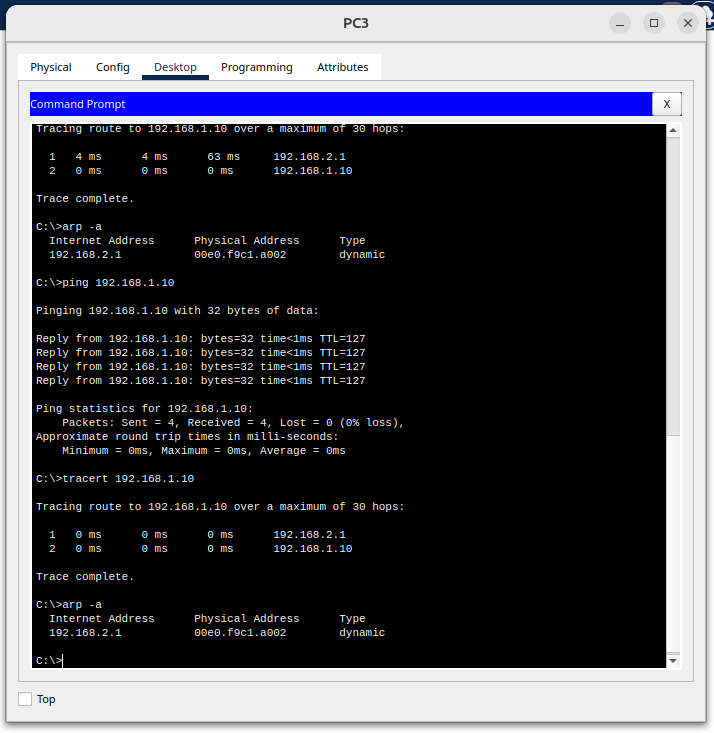 PC3
Physical Config Desktop Programming Attributes
Command Prompt X
Tracing route to 192.168.1.10 over a maximum of 30 hops:
1 4 ms 4 ms 63 ms 192.168.2.1
2 0 ms 0 ms 0 ms 192.168.1.10
Trace complete.
C:\>arp -a
Internet Address Physical Address Type
192.168.2.1 00e0.f9c1.a002 dynamic
C:\>ping 192.168.1.10
Pinging 192.168.1.10 with 32 bytes of data:
Reply from 192.168.1.10: bytes=32 time<1ms TTL=127
Reply from 192.168.1.10: bytes=32 time<1ms TTL=127
Reply from 192.168.1.10: bytes=32 time<1ms TTL=127
Reply from 192.168.1.10: bytes=32 time<1ms TTL=127
Ping statistics for 192.168.1.10:
Packets: Sent = 4, Received = 4, Lost = 0 (0% loss),
Approximate round trip times in milli-seconds:
Minimum = 0ms, Maximum = 0ms, Average = 0ms
C:\>tracert 192.168.1.10
Tracing route to 192.168.1.10 over a maximum of 30 hops:
1 0 ms 0 ms 0 ms 192.168.2.1
2 0 ms 0 ms 0 ms 192.168.1.10
Trace complete.
C:\>arp -a
Internet Address Physical Address Type
192.168.2.1 00e0.f9c1.a002 dynamic
C:\>
Top